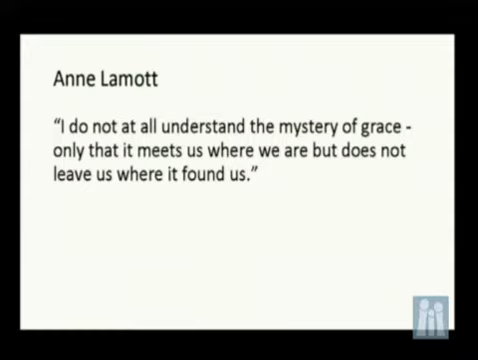 Anne Lamott
“I do not at all understand the mystery of grace -
only that it meets us where we are but does not
leave us where it found us.”